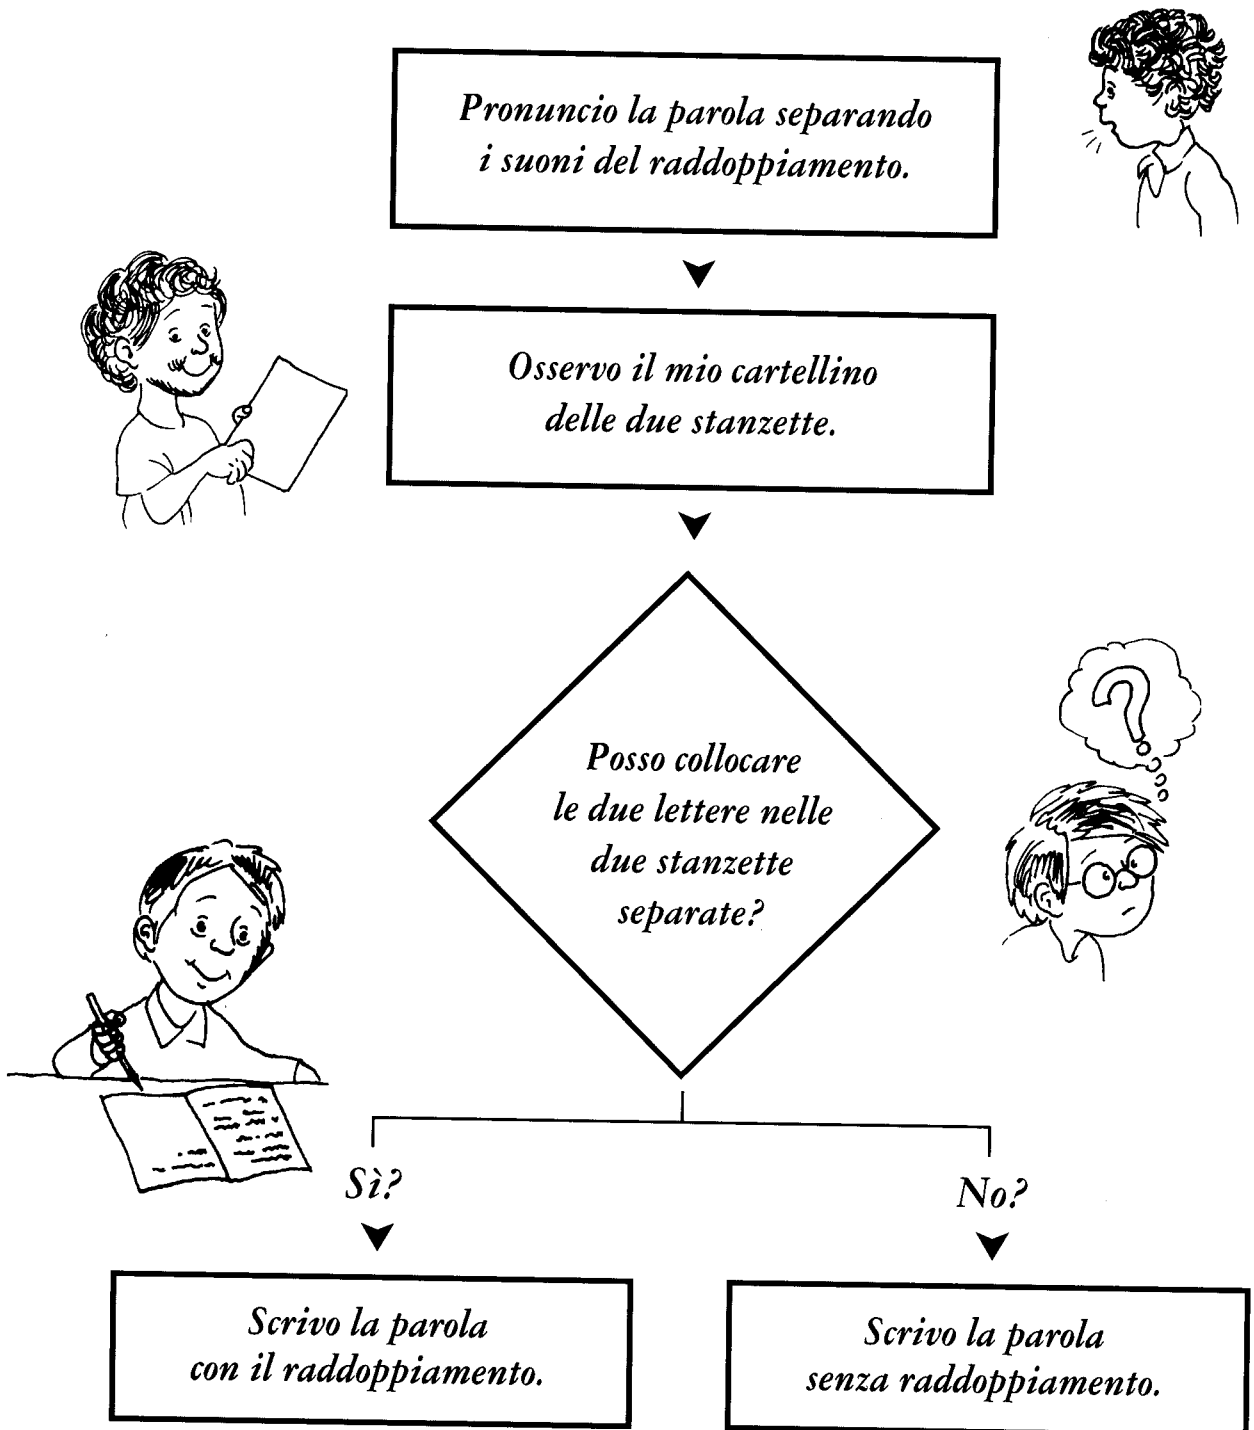 Pronuncio la parola separando
i suoni del raddoppiamento.
Osservo il mio cartellino
delle due stanzette.
Posso collocare
le due lettere nelle
due stanzette
separate?
Sì?
No?
Scrivo la parola
con il raddoppiamento.
Scrivo la parola
senza raddoppiamento.
?